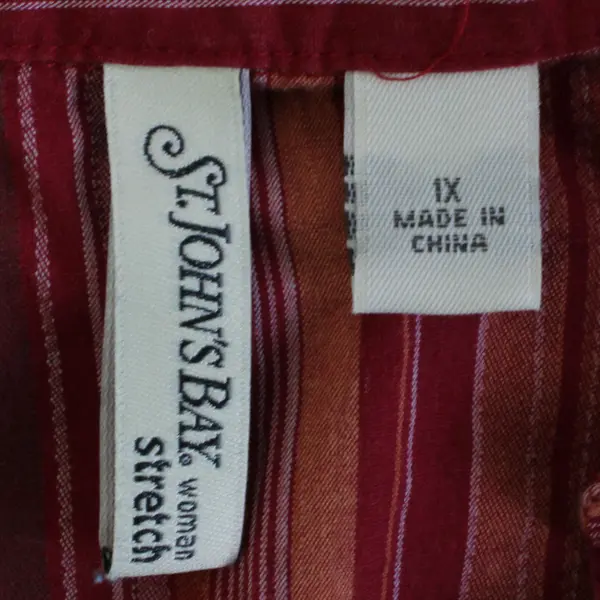 ST. JOHN'S BAY® woman
stretch
1X
MADE IN
CHINA